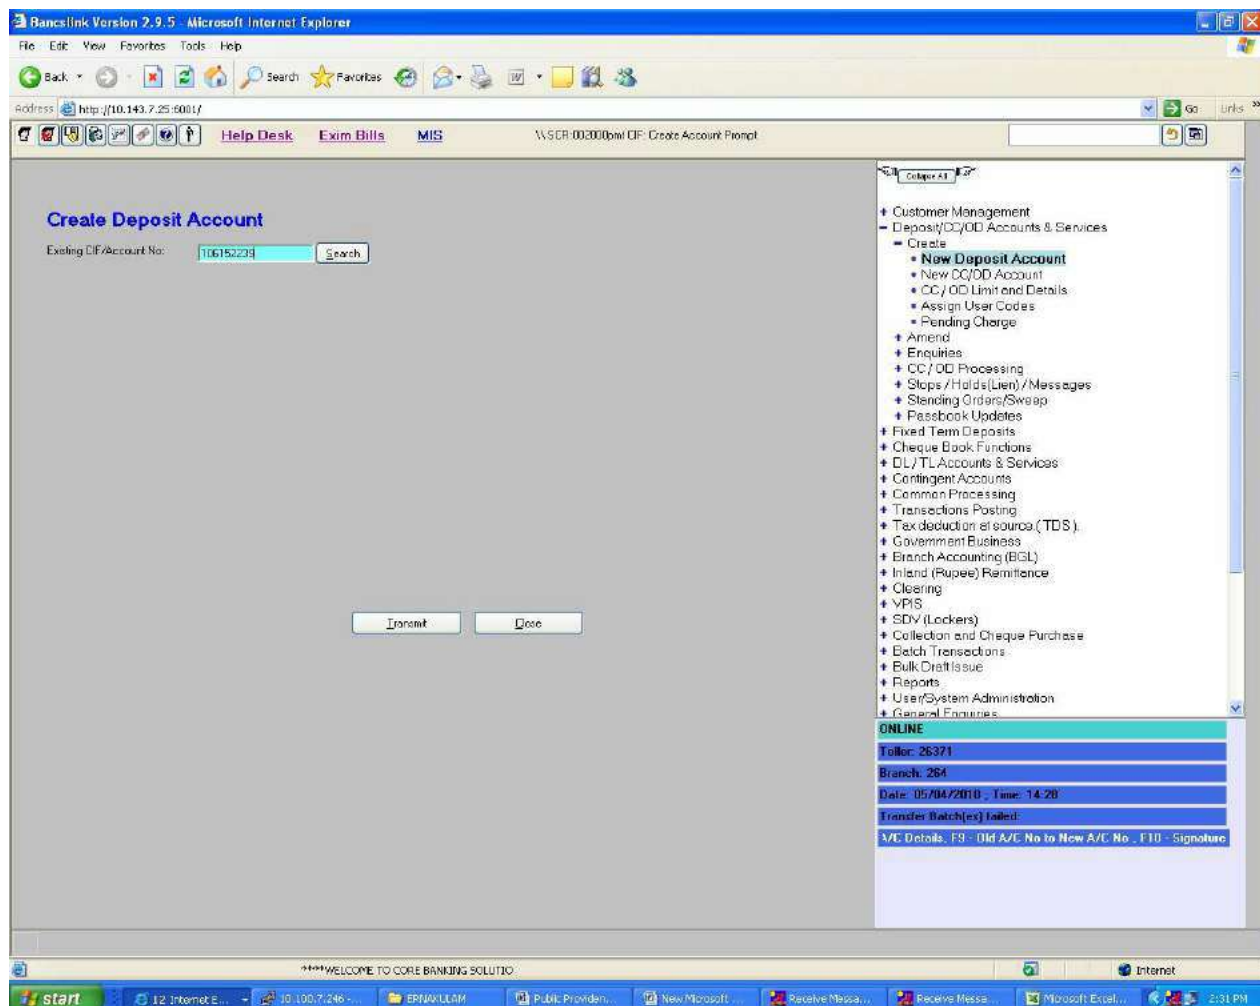 Bancslink Version 2.9.5 - Microsoft Internet Explorer
File Edit View Favorites Tools Help
Back Search Favorites
Address http://10.143.7.25:6001/ Go Links »
Help Desk Exim Bills MIS \\SCR:002000pml CIF: Create Account Prompt
Collapse All
Create Deposit Account
Existing CIF/Account No: 106152239 Search
Transmit Close
+ Customer Management
- Deposit/CC/OD Accounts & Services
- Create
• New Deposit Account
• New CC/OD Account
• CC / OD Limit and Details
• Assign User Codes
• Pending Charge
+ Amend
+ Enquiries
+ CC / OD Processing
+ Stops / Holds(Lien) / Messages
+ Standing Orders/Sweep
+ Passbook Updates
+ Fixed Term Deposits
+ Cheque Book Functions
+ DL / TL Accounts & Services
+ Contingent Accounts
+ Common Processing
+ Transactions Posting
+ Tax deduction at source.( TDS ).
+ Government Business
+ Branch Accounting (BGL)
+ Inland (Rupee) Remittance
+ Clearing
+ VPIS
+ SDV (Lockers)
+ Collection and Cheque Purchase
+ Batch Transactions
+ Bulk Draft Issue
+ Reports
+ User/System Administration
+ General Enquiries
ONLINE
Teller: 26371
Branch: 264
Date: 05/04/2010 ; Time: 14:28
Transfer Batch(es) failed:
A/C Details, F9 - Old A/C No to New A/C No , F10 - Signature
****WELCOME TO CORE BANKING SOLUTIO
Internet
start 12 Internet E... 10.100.7.246 -... ERNAKULAM Public Providen... New Microsoft ... Receive Messa... Receive Messa... Microsoft Excel... 2:31 PM